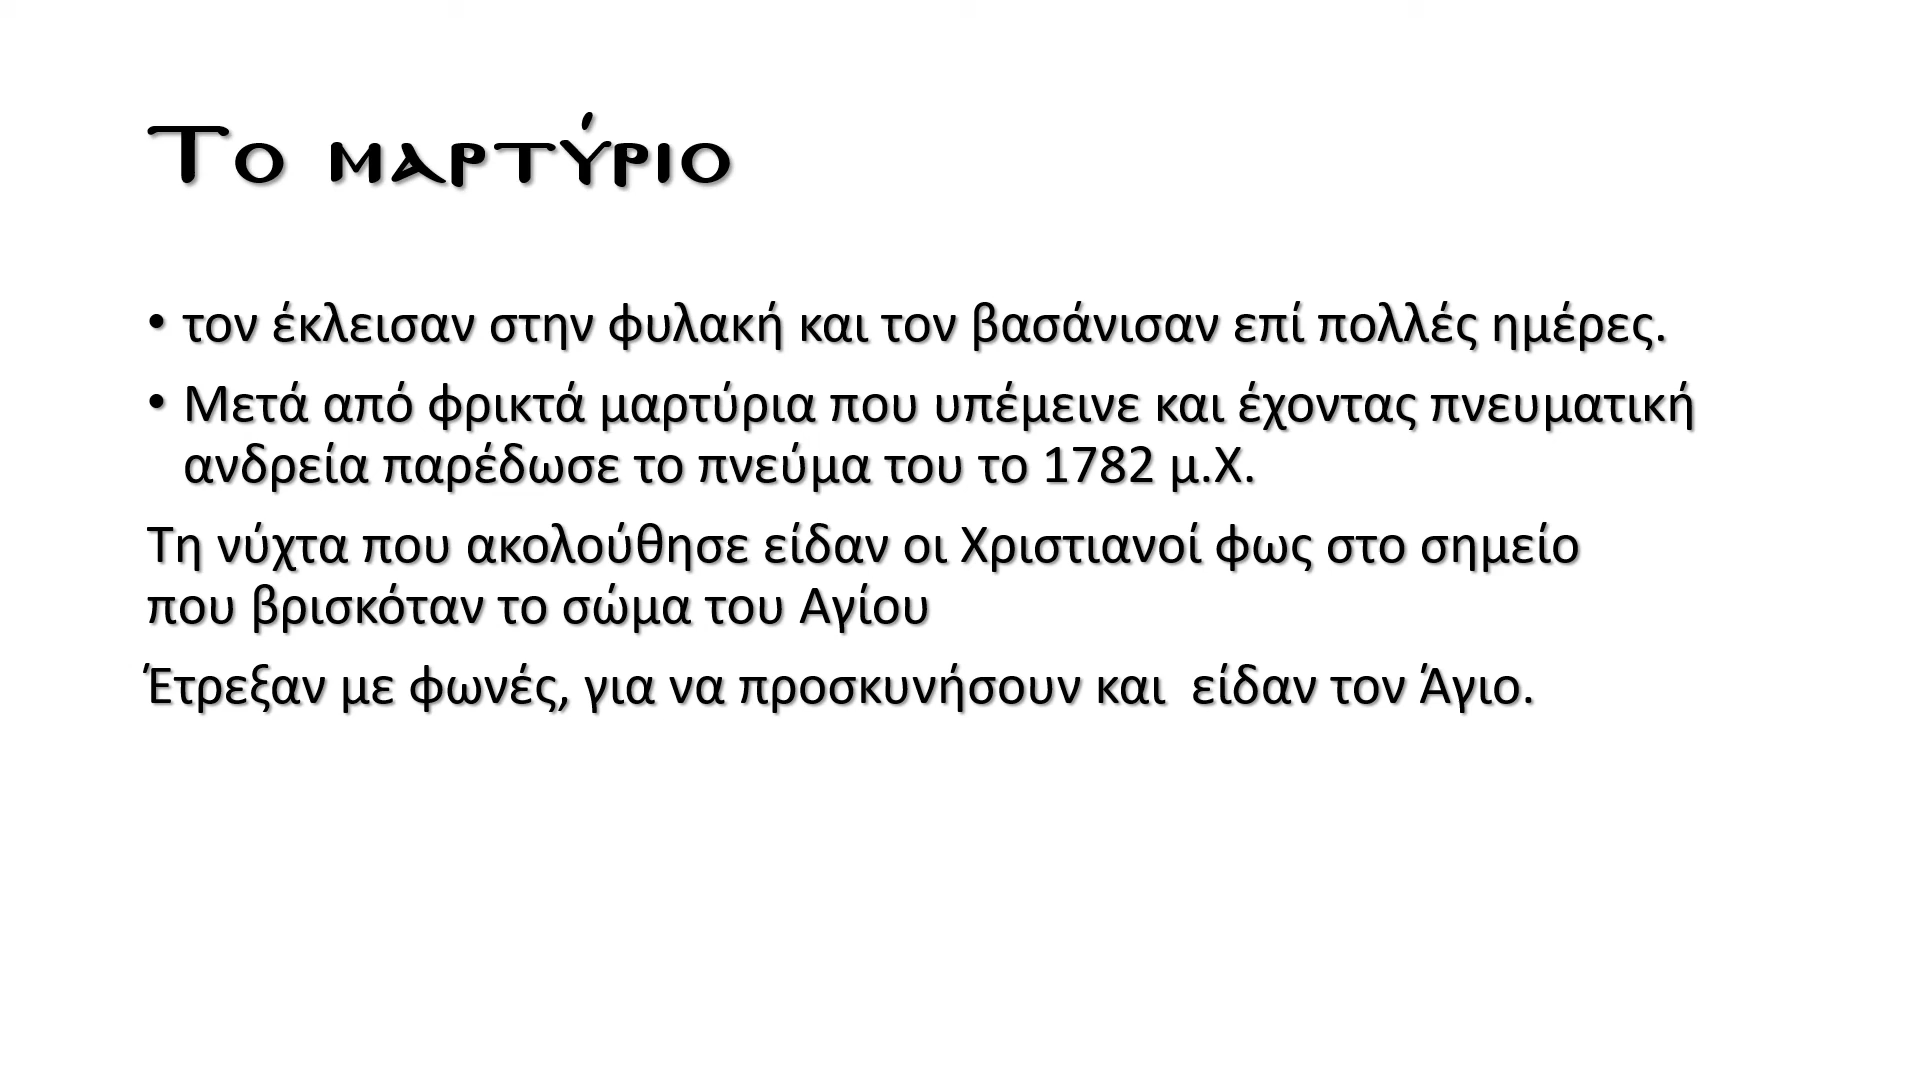 Το μαρτύριο
• τον έκλεισαν στην φυλακή και τον βασάνισαν επί πολλές ημέρες.
• Μετά από φρικτά μαρτύρια που υπέμεινε και έχοντας πνευματική
ανδρεία παρέδωσε το πνεύμα του το 1782 μ.Χ.
Τη νύχτα που ακολούθησε είδαν οι Χριστιανοί φως στο σημείο
που βρισκόταν το σώμα του Αγίου
Έτρεξαν με φωνές, για να προσκυνήσουν και  είδαν τον Άγιο.